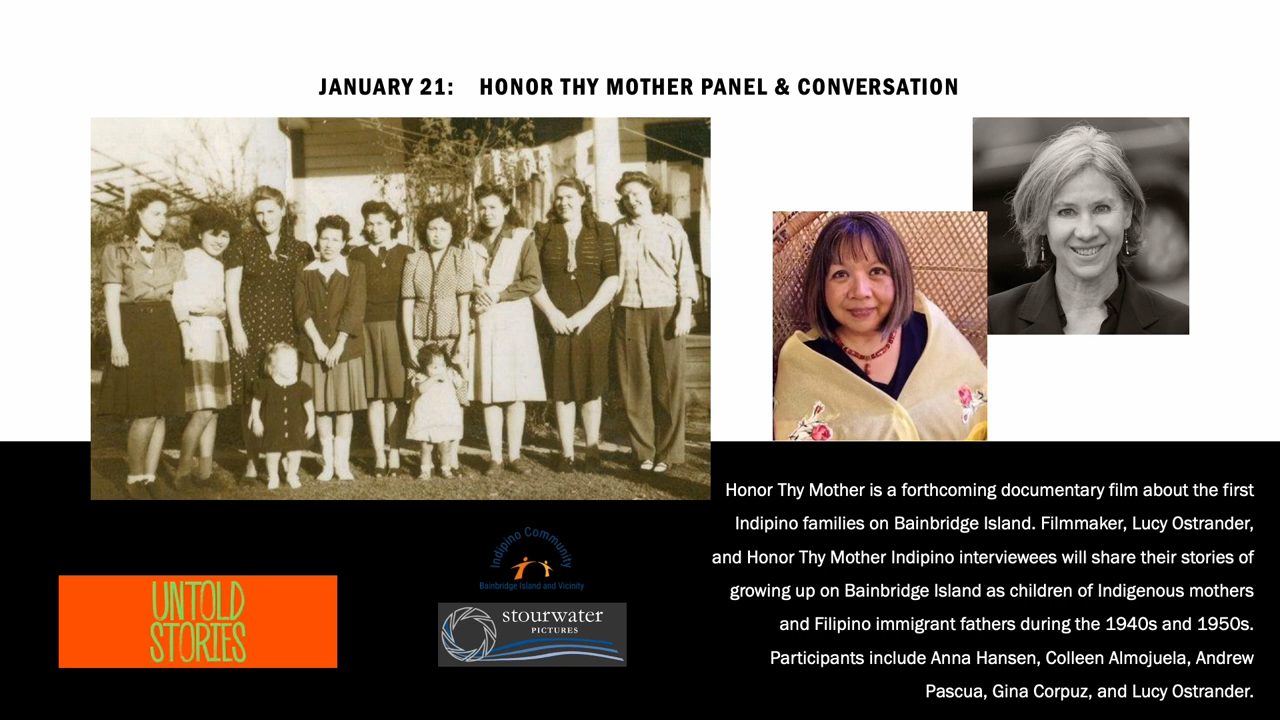 JANUARY 21: HONOR THY MOTHER PANEL & CONVERSATION
Honor Thy Mother is a forthcoming documentary film about the first
Indipino families on Bainbridge Island. Filmmaker, Lucy Ostrander,
and Honor Thy Mother Indipino interviewees will share their stories of
growing up on Bainbridge Island as children of Indigenous mothers
and Filipino immigrant fathers during the 1940s and 1950s.
Participants include Anna Hansen, Colleen Almojuela, Andrew
Pascua, Gina Corpuz, and Lucy Ostrander.
Indipino Community
Bainbridge Island and Vicinity
UNTOLD
STORIES
stourwater
PICTURES